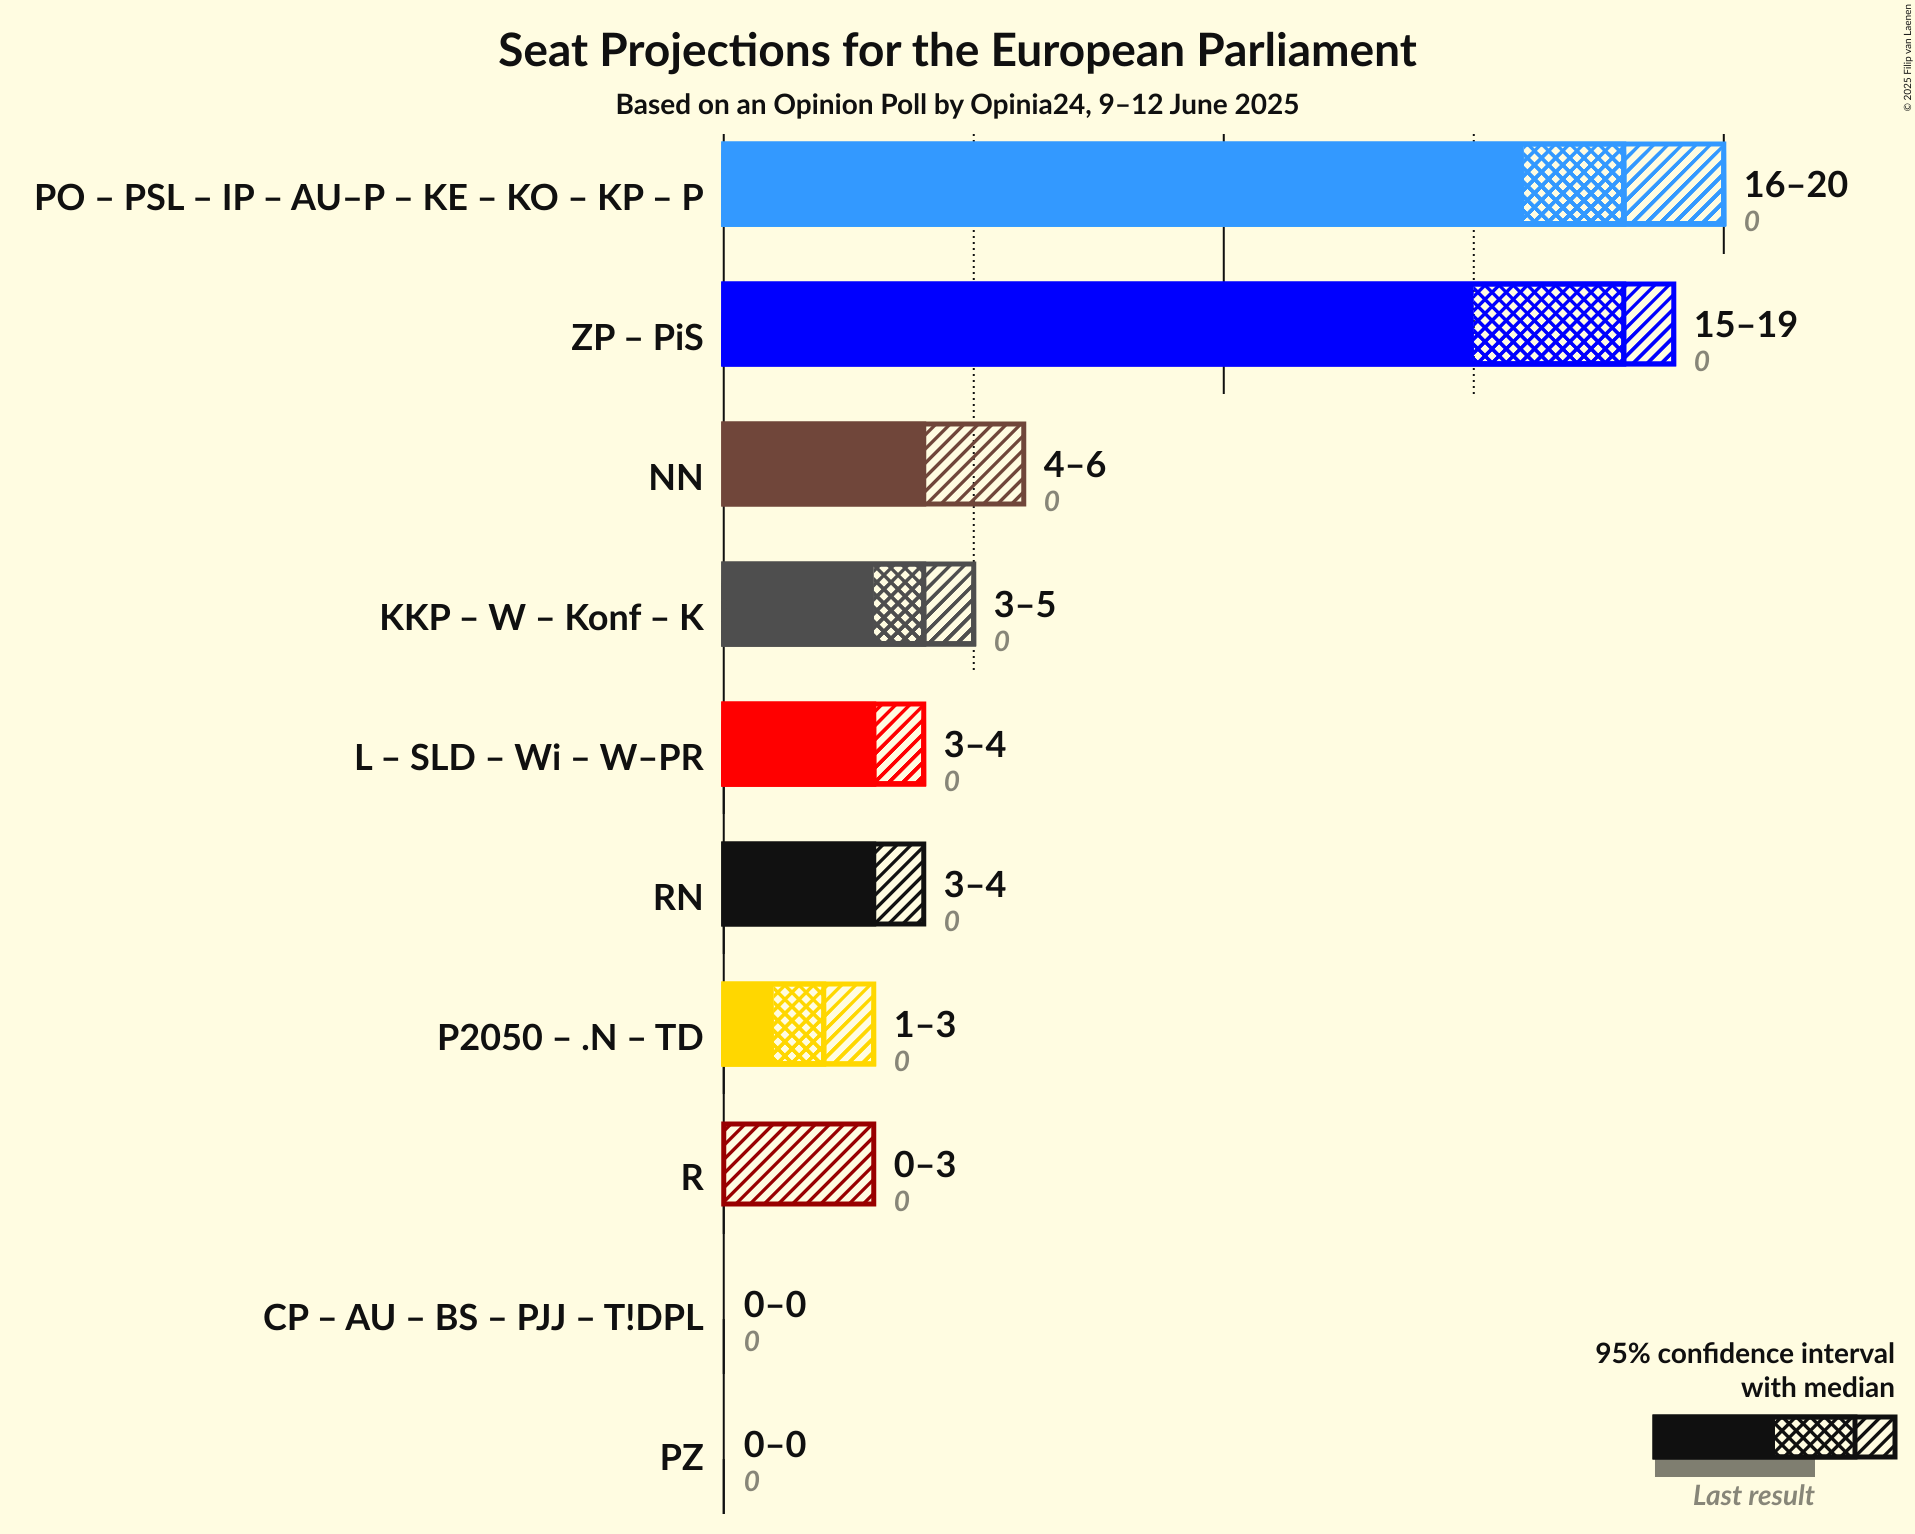 Seat Projections for the European Parliament
Based on an Opinion Poll by Opinia24, 9–12 June 2025
© 2025 Filip van Laenen
PO – PSL – IP – AU–P – KE – KO – KP – P
16–20
0
ZP – PiS
15–19
0
NN
4–6
0
KKP – W – Konf – K
3–5
0
L – SLD – Wi – W–PR
3–4
0
RN
3–4
0
P2050 – .N – TD
1–3
0
R
0–3
0
CP – AU – BS – PJJ – T!DPL
0–0
0
PZ
0–0
0
95% confidence interval
with median
Last result